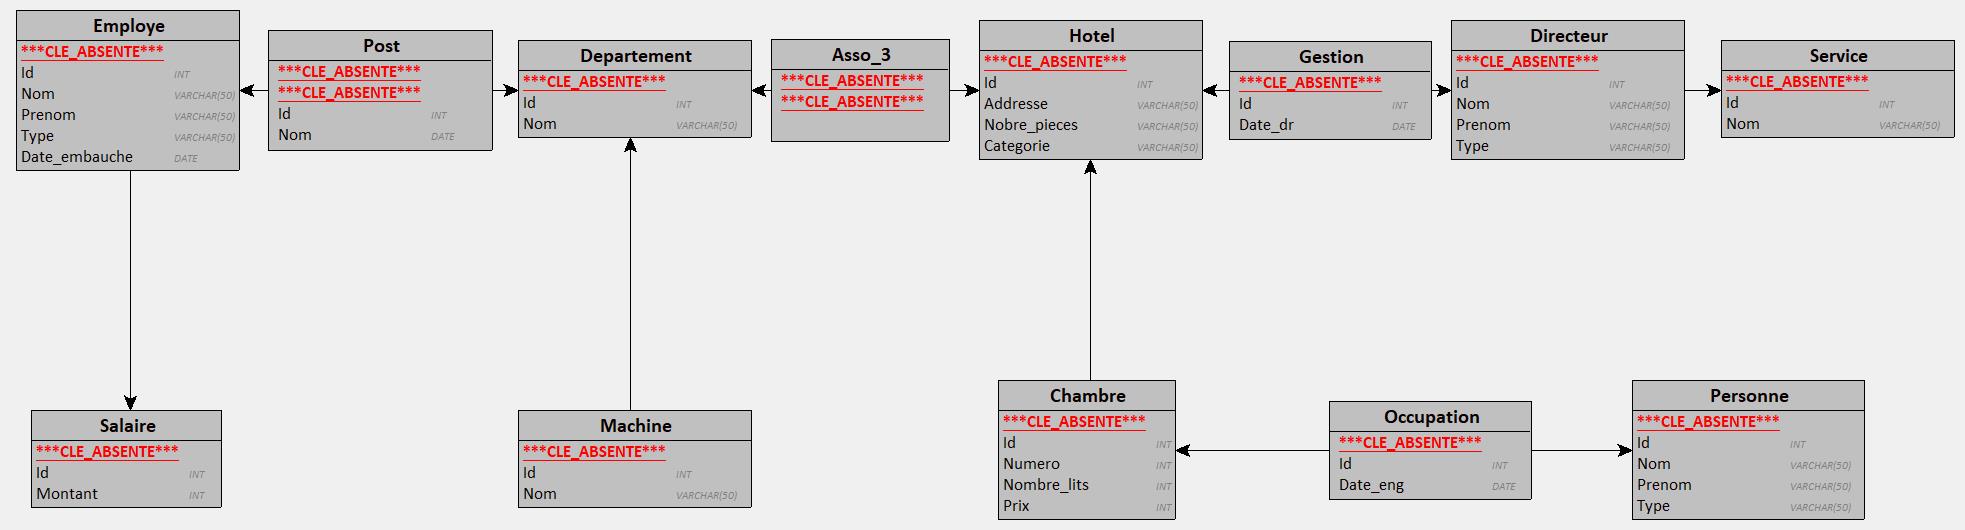 Employe
***CLE_ABSENTE***
Id INT
Nom VARCHAR(50)
Prenom VARCHAR(50)
Type VARCHAR(50)
Date_embauche DATE
Post
***CLE_ABSENTE***
***CLE_ABSENTE***
Id INT
Nom DATE
Departement
***CLE_ABSENTE***
Id INT
Nom VARCHAR(50)
Asso_3
***CLE_ABSENTE***
***CLE_ABSENTE***
Hotel
***CLE_ABSENTE***
Id INT
Addresse VARCHAR(50)
Nobre_pieces VARCHAR(50)
Categorie VARCHAR(50)
Gestion
***CLE_ABSENTE***
Id INT
Date_dr DATE
Directeur
***CLE_ABSENTE***
Id INT
Nom VARCHAR(50)
Prenom VARCHAR(50)
Type VARCHAR(50)
Service
***CLE_ABSENTE***
Id INT
Nom VARCHAR(50)
Salaire
***CLE_ABSENTE***
Id INT
Montant INT
Machine
***CLE_ABSENTE***
Id INT
Nom VARCHAR(50)
Chambre
***CLE_ABSENTE***
Id INT
Numero INT
Nombre_lits INT
Prix INT
Occupation
***CLE_ABSENTE***
Id INT
Date_eng DATE
Personne
***CLE_ABSENTE***
Id INT
Nom VARCHAR(50)
Prenom VARCHAR(50)
Type VARCHAR(50)